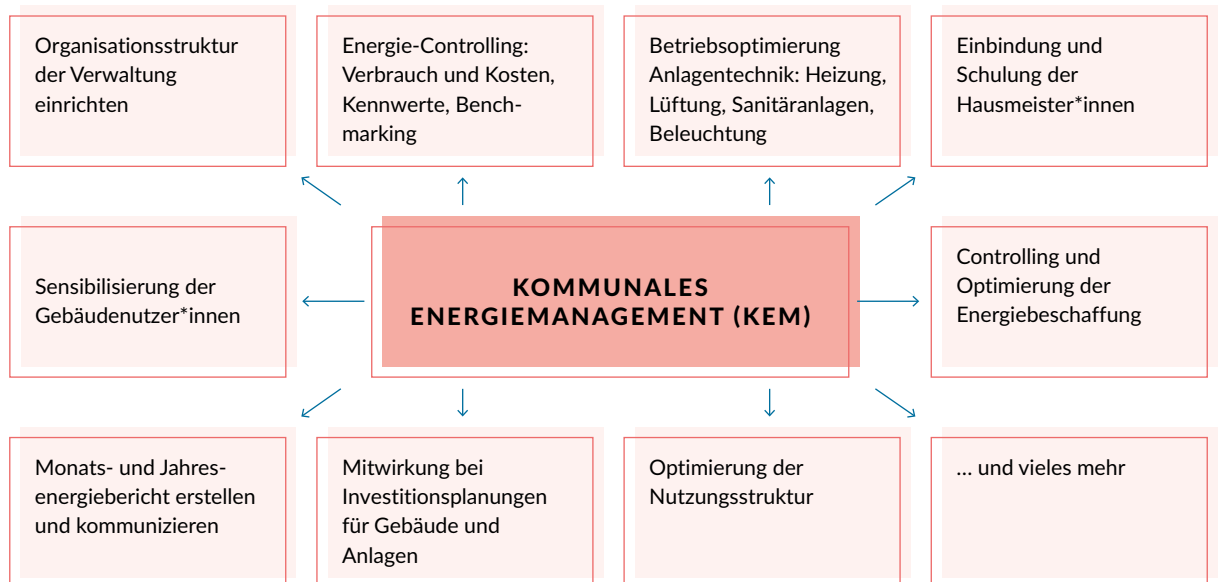 Organisationsstruktur
der Verwaltung
einrichten
Energie-Controlling:
Verbrauch und Kosten,
Kennwerte, Bench-
marking
Betriebsoptimierung
Anlagentechnik: Heizung,
Lüftung, Sanitäranlagen,
Beleuchtung
Einbindung und
Schulung der
Hausmeister*innen
Sensibilisierung der
Gebäudenutzer*innen
KOMMUNALES
ENERGIEMANAGEMENT (KEM)
Controlling und
Optimierung der
Energiebeschaffung
Monats- und Jahres-
energiebericht erstellen
und kommunizieren
Mitwirkung bei
Investitionsplanungen
für Gebäude und
Anlagen
Optimierung der
Nutzungsstruktur
... und vieles mehr